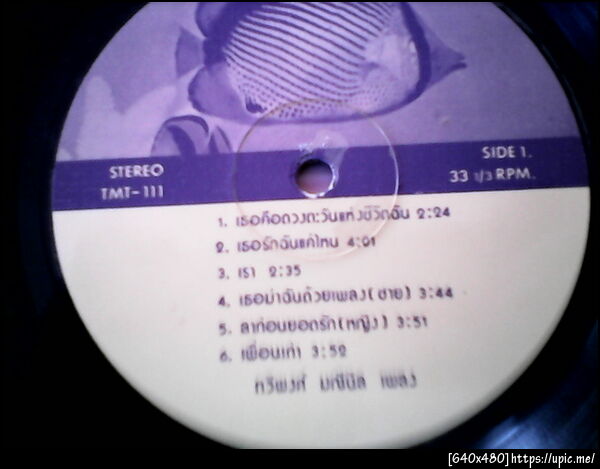 STEREO
TMT-111
SIDE 1.
33 1/3 RPM.
1. เธอคือดวงตะวันแห่งชีวิตฉัน 2:24
2. เธอรักฉันแค่ไหน 4:01
3. เรา 2:35
4. เธอฆ่าฉันด้วยเพลง(ชาย) 3:44
5. ลาก่อนยอดรัก(หญิง) 3:51
6. เพื่อนเก่า 3:52
ทวีพงศ์ มณีนิล เพลง
[640x480]https://upic.me/